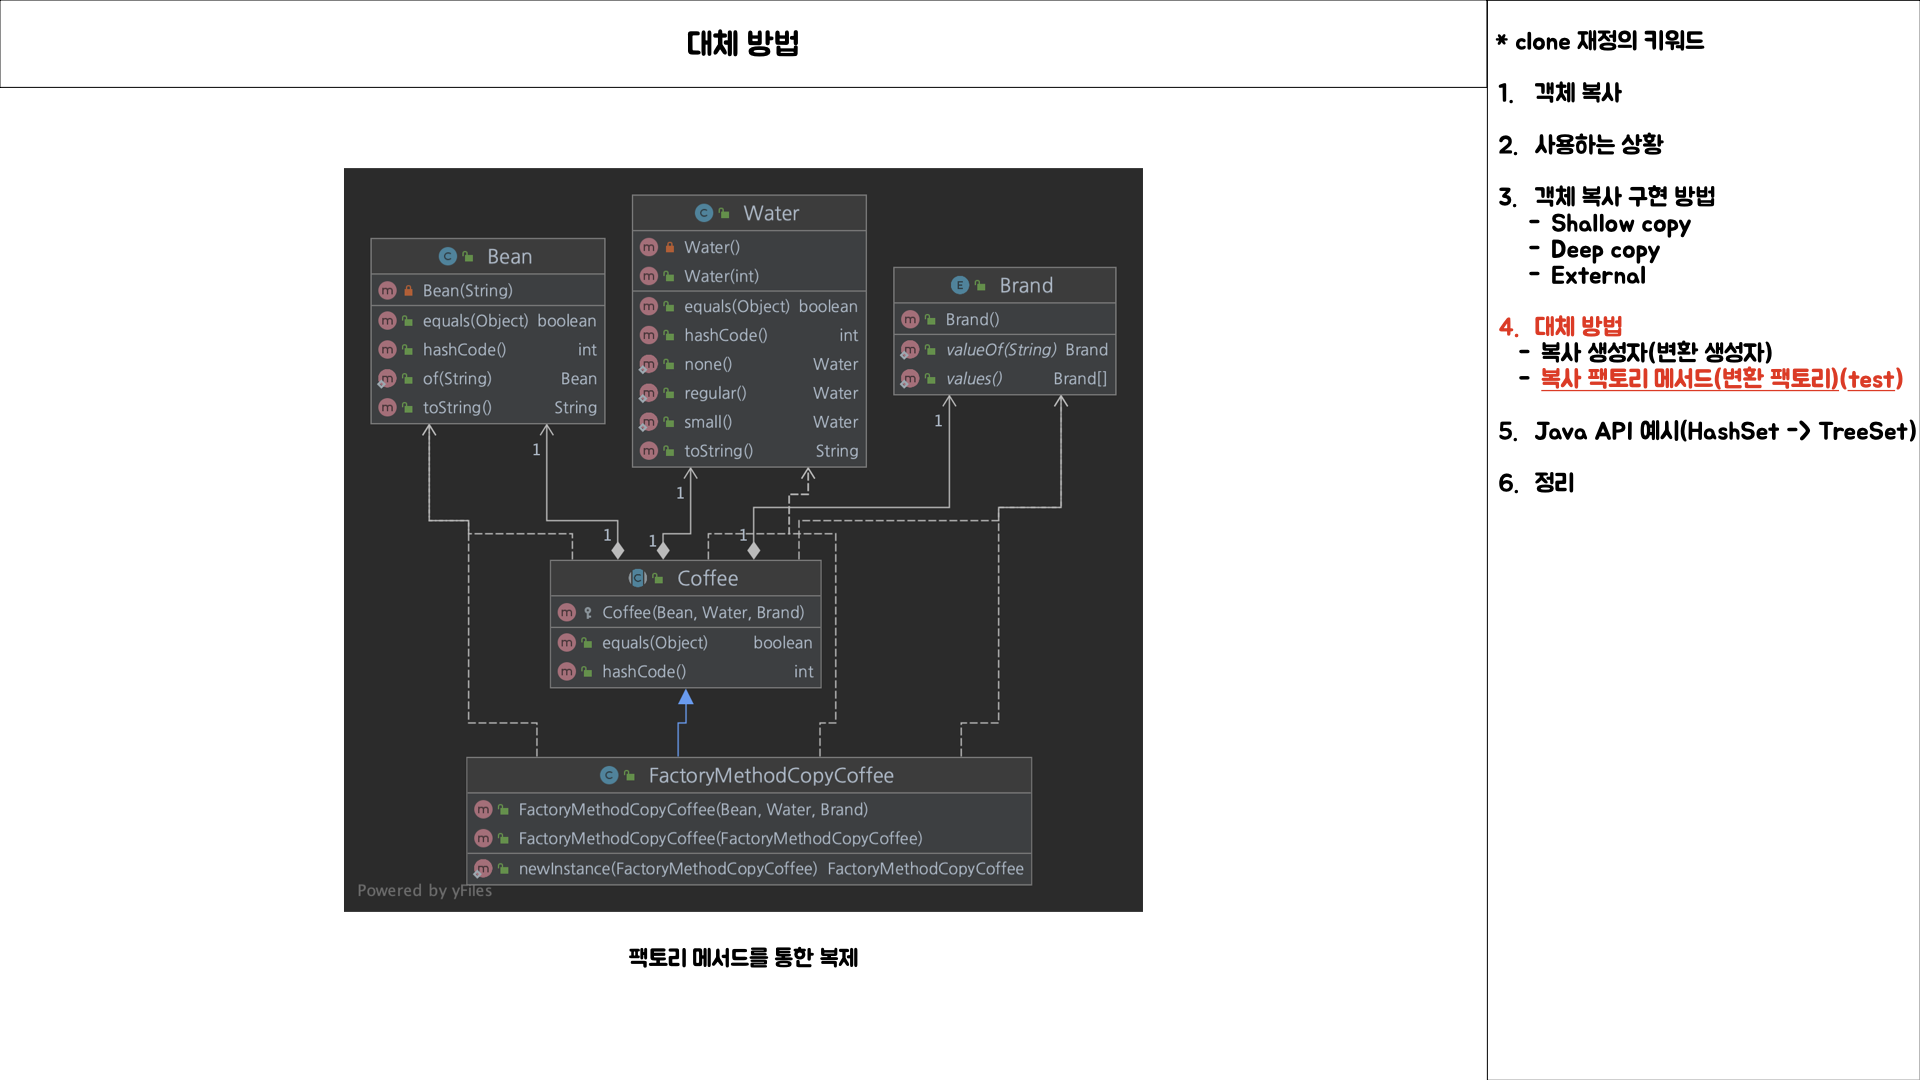 대체 방법
Bean
Bean(String)
equals(Object) boolean
hashCode() int
of(String) Bean
toString() String
Water
Water()
Water(int)
equals(Object) boolean
hashCode() int
none() Water
regular() Water
small() Water
toString() String
Brand
Brand()
valueOf(String) Brand
values() Brand[]
1
1
1
1
1
1
Coffee
Coffee(Bean, Water, Brand)
equals(Object) boolean
hashCode() int
FactoryMethodCopyCoffee
FactoryMethodCopyCoffee(Bean, Water, Brand)
FactoryMethodCopyCoffee(FactoryMethodCopyCoffee)
newInstance(FactoryMethodCopyCoffee) FactoryMethodCopyCoffee
Powered by yFiles
팩토리 메서드를 통한 복제
* clone 재정의 키워드
1. 객체 복사
2. 사용하는 상황
3. 객체 복사 구현 방법
- Shallow copy
- Deep copy
- External
4. 대체 방법
- 복사 생성자(변환 생성자)
- 복사 팩토리 메서드(변환 팩토리)(test)
5. Java API 예시(HashSet -> TreeSet)
6. 정리